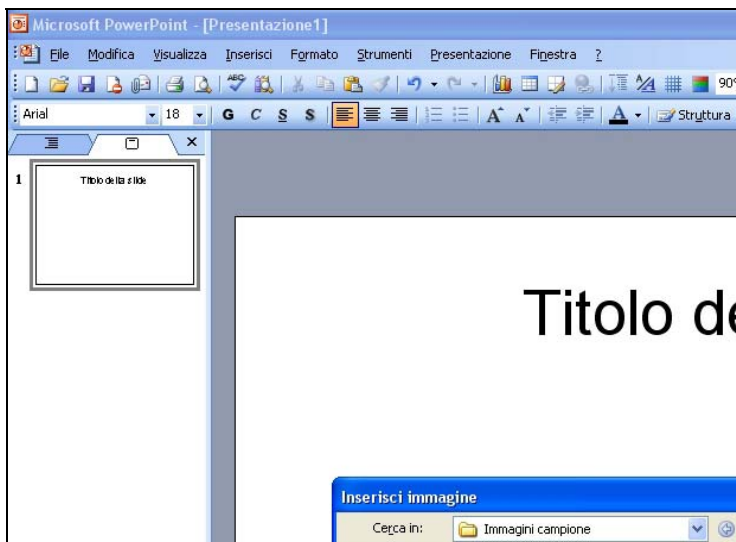 Microsoft PowerPoint - [Presentazione1]
File Modifica Visualizza Inserisci Formato Strumenti Presentazione Finestra ?
90%
Arial 18 G C S S A A A Struttura
1
Titolo della slide
Titolo de
Inserisci immagine
Cerca in: Immagini campione